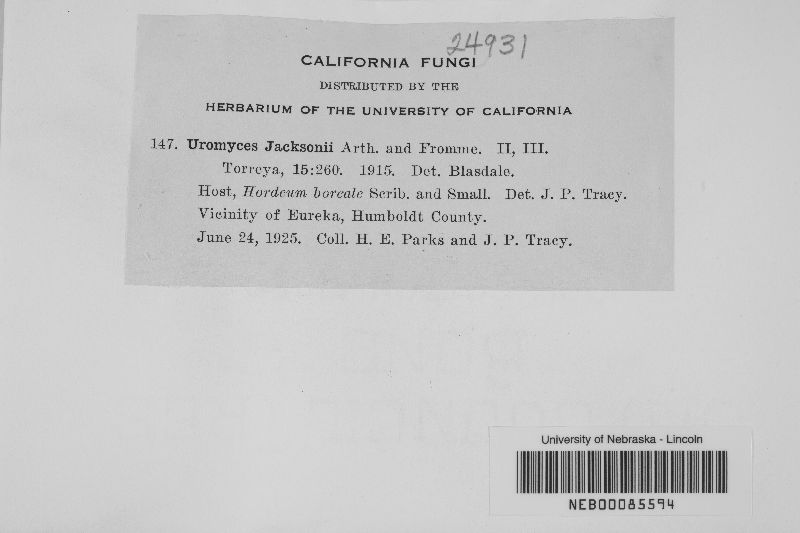 24931
CALIFORNIA FUNGI
DISTRIBUTED BY THE
HERBARIUM OF THE UNIVERSITY OF CALIFORNIA
147. Uromyces Jacksonii Arth. and Fromme. II, III.
Torreya, 15:260. 1915. Det. Blasdale.
Host, Hordeum boreale Scrib. and Small. Det. J. P. Tracy.
Vicinity of Eureka, Humboldt County.
June 24, 1925. Coll. H. E. Parks and J. P. Tracy.
University of Nebraska - Lincoln
NEB00085594